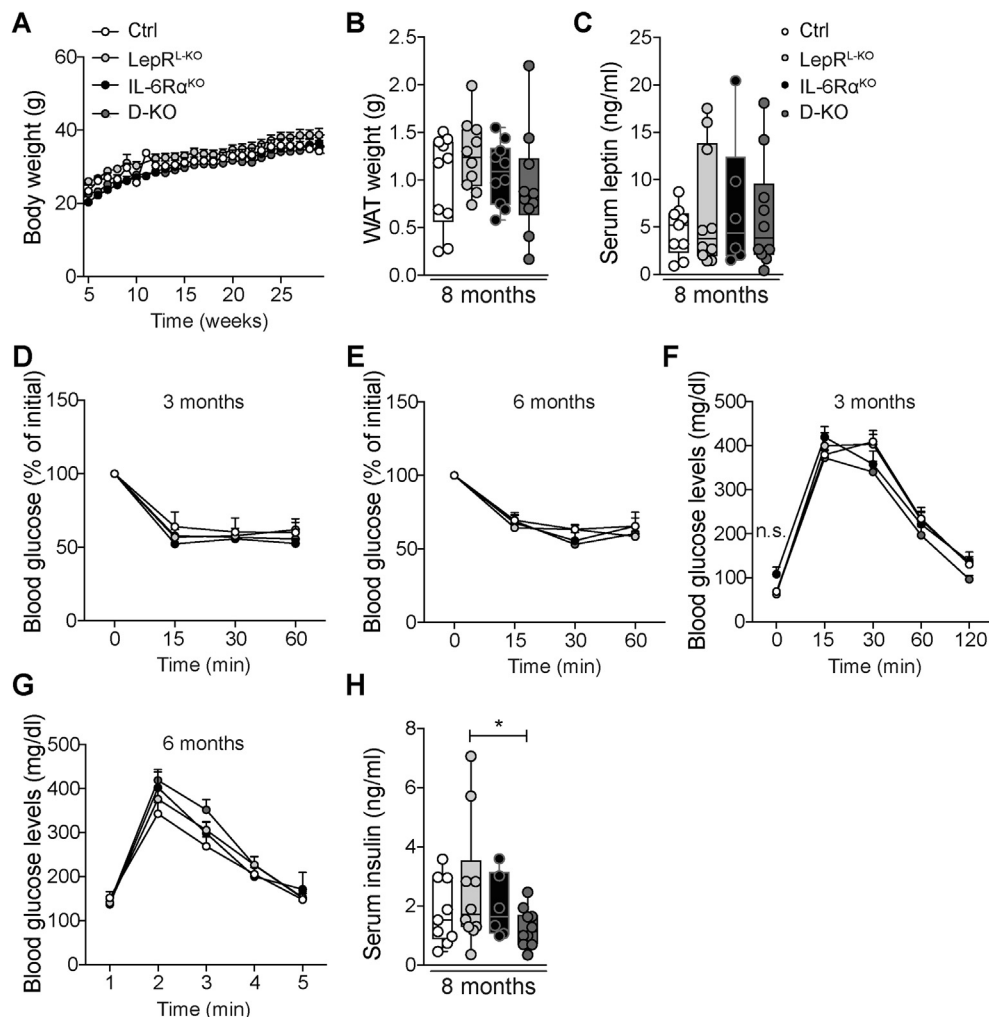 A
Ctrl
LepRL-KO
IL-6RαKO
D-KO
Body weight (g)
60
40
20
0
5 10 15 20 25
Time (weeks)
B
WAT weight (g)
2.5
2.0
1.5
1.0
0.5
0.0
8 months
C
Ctrl
LepRL-KO
IL-6RαKO
D-KO
Serum leptin (ng/ml)
25
20
15
10
5
0
8 months
D
Blood glucose (% of initial)
3 months
150
100
50
0
0 15 30 60
Time (min)
E
Blood glucose (% of initial)
6 months
150
100
50
0
0 15 30 60
Time (min)
F
Blood glucose levels (mg/dl)
3 months
500
400
300
200
100
0
n.s.
0 15 30 60 120
Time (min)
G
Blood glucose levels (mg/dl)
6 months
500
400
300
200
100
0
1 2 3 4 5
Time (min)
H
Serum insulin (ng/ml)
8
6
4
2
0
*
8 months